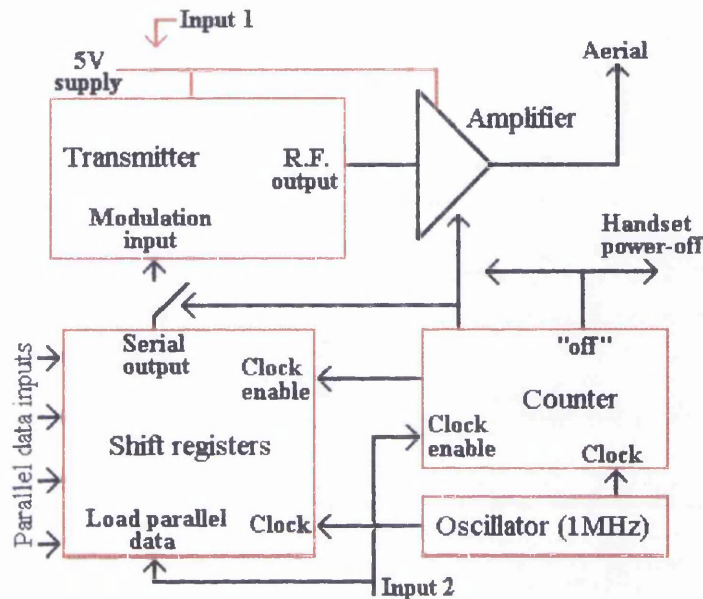 Input 1
5V
supply
Aerial
Amplifier
Transmitter
R.F.
output
Modulation
input
Handset
power-off
Serial
output
"off"
Clock
enable
Counter
Parallel data inputs
Shift registers
Clock
enable
Clock
Load parallel
data
Clock
Oscillator (1MHz)
Input 2